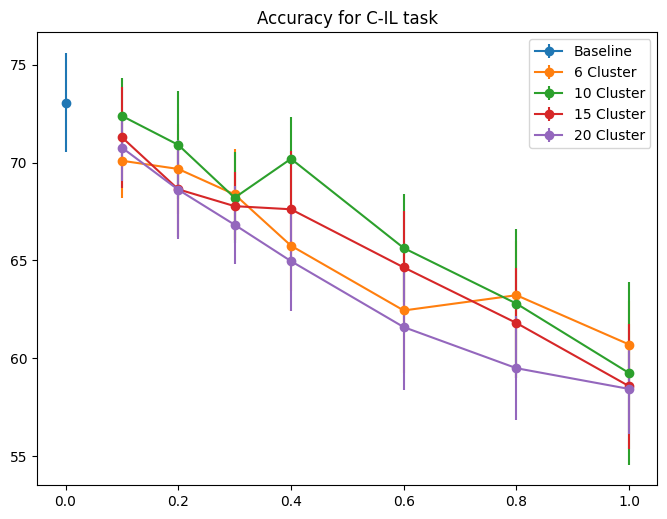 Accuracy for C-IL task
Baseline
6 Cluster
10 Cluster
15 Cluster
20 Cluster
75
70
65
60
55
0.0 0.2 0.4 0.6 0.8 1.0